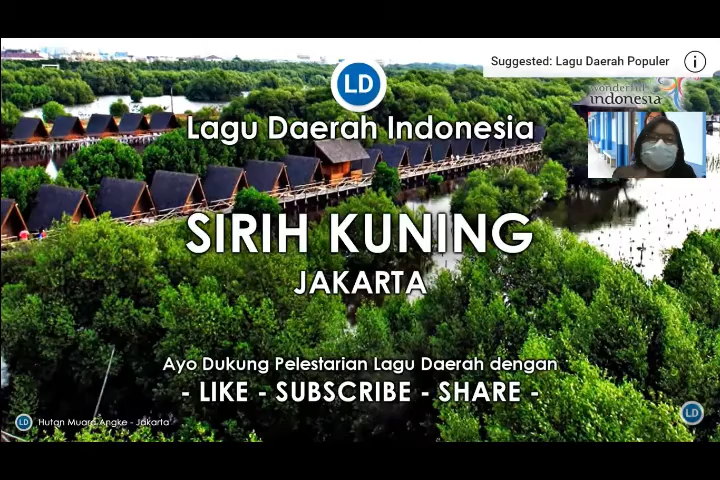 Suggested: Lagu Daerah Populer
i
wonderful
indonesia
LD
Lagu Daerah Indonesia
SIRIH KUNING
JAKARTA
Ayo Dukung Pelestarian Lagu Daerah dengan
- LIKE - SUBSCRIBE - SHARE -
LD
Hutan Muara Angke - Jakarta
LD